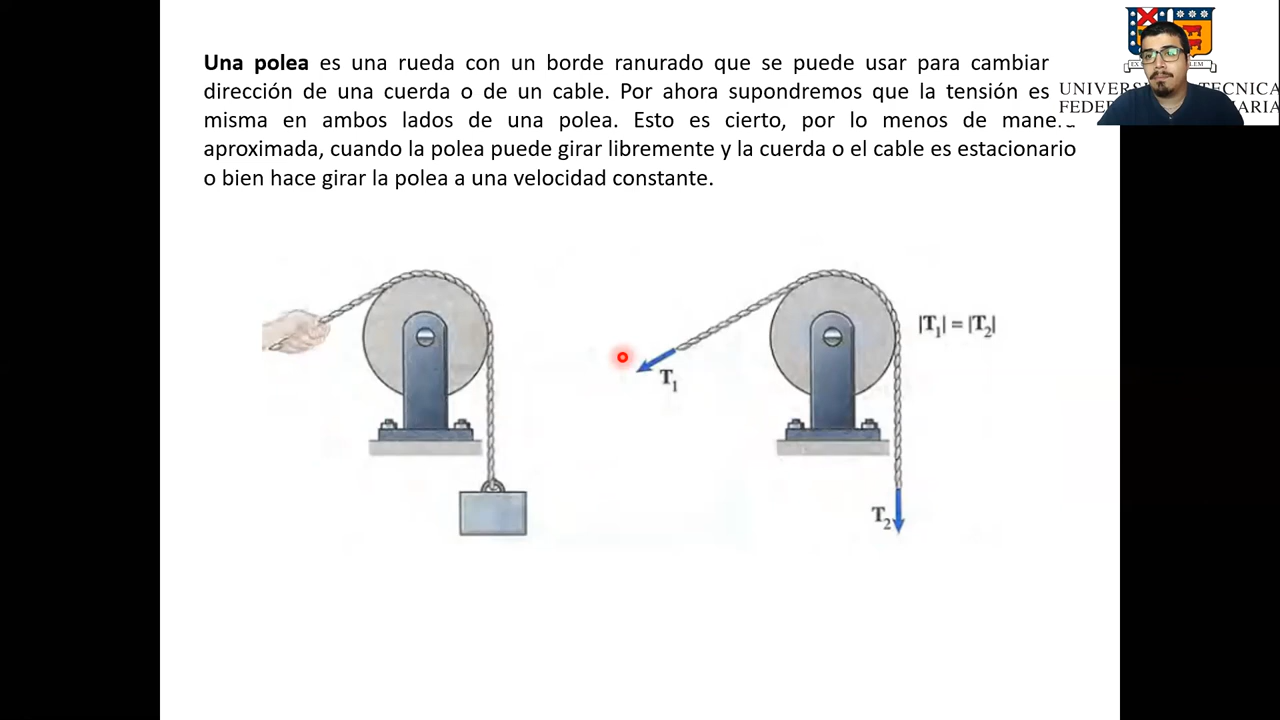 Una polea es una rueda con un borde ranurado que se puede usar para cambiar
dirección de una cuerda o de un cable. Por ahora supondremos que la tensión es
misma en ambos lados de una polea. Esto es cierto, por lo menos de manera
aproximada, cuando la polea puede girar libremente y la cuerda o el cable es estacionario
o bien hace girar la polea a una velocidad constante.
|T₁| = |T₂|
T₁
T₂